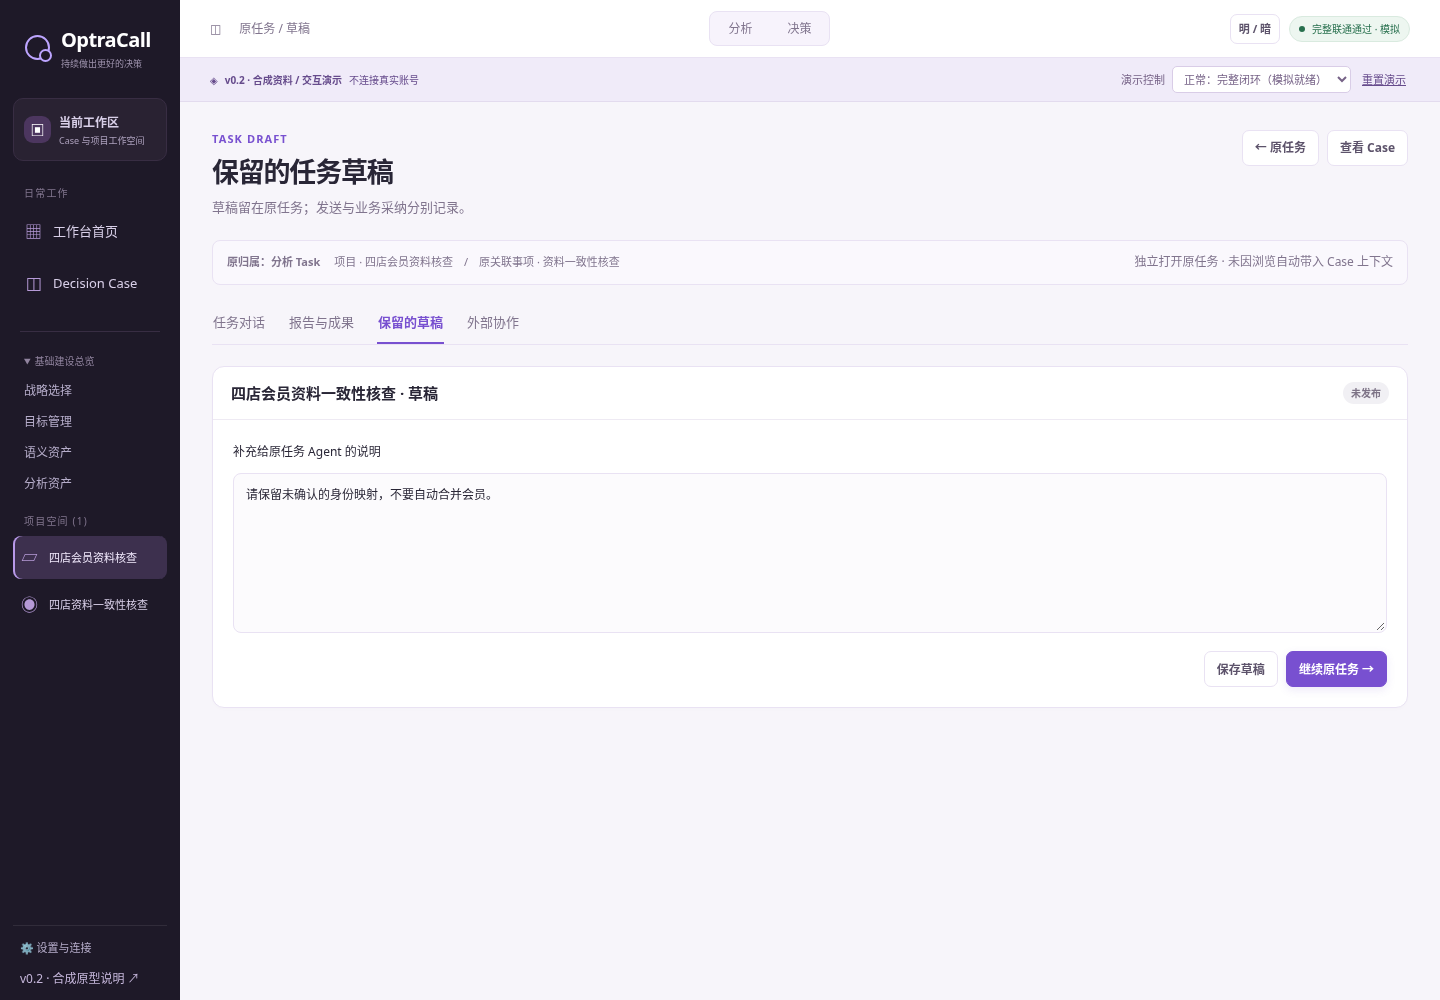 OptraCall
持续做出更好的决策
当前工作区
Case 与项目工作空间
日常工作
工作台首页
Decision Case
▼ 基础建设总览
战略选择
目标管理
语义资产
分析资产
项目空间 (1)
四店会员资料核查
四店资料一致性核查
设置与连接
v0.2 · 合成原型说明 ↗
原任务 / 草稿
分析 决策
明 / 暗
完整联通通过 · 模拟
v0.2 · 合成资料 / 交互演示 不连接真实账号
演示控制 正常：完整闭环（模拟就绪） 重置演示
TASK DRAFT
保留的任务草稿
草稿留在原任务；发送与业务采纳分别记录。
← 原任务 查看 Case
原归属：分析 Task 项目 · 四店会员资料核查 / 原关联事项 · 资料一致性核查 独立打开原任务 · 未因浏览自动带入 Case 上下文
任务对话 报告与成果 保留的草稿 外部协作
四店会员资料一致性核查 · 草稿 未发布
补充给原任务 Agent 的说明
请保留未确认的身份映射，不要自动合并会员。
保存草稿 继续原任务 →